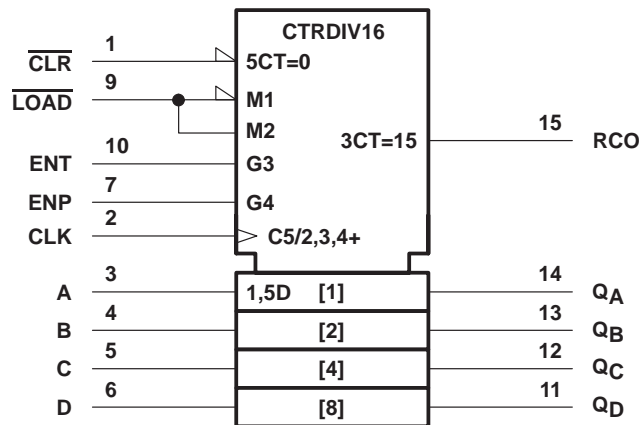 CTRDIV16
CLR 1 5CT=0
LOAD 9 M1
M2
3CT=15 15 RCO
ENT 10 G3
ENP 7 G4
CLK 2 C5/2,3,4+
A 3 1,5D [1] 14 QA
B 4 [2] 13 QB
C 5 [4] 12 QC
D 6 [8] 11 QD